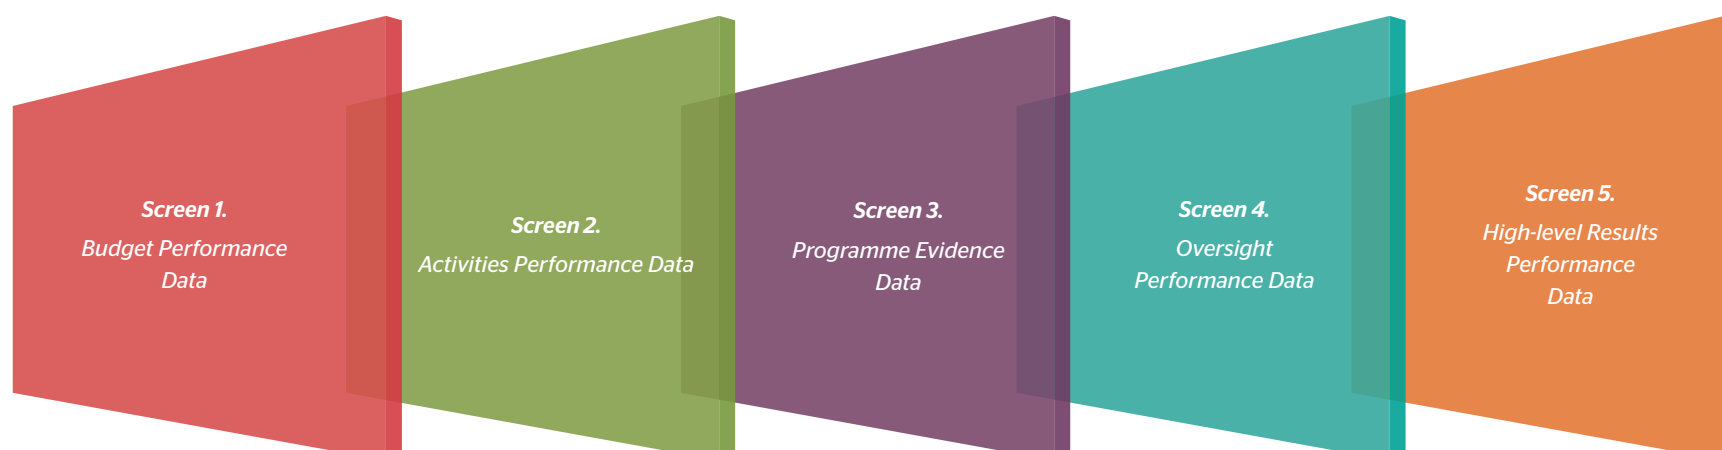 Screen 1.
Budget Performance
Data
Screen 2.
Activities Performance Data
Screen 3.
Programme Evidence
Data
Screen 4.
Oversight
Performance Data
Screen 5.
High-level Results
Performance
Data